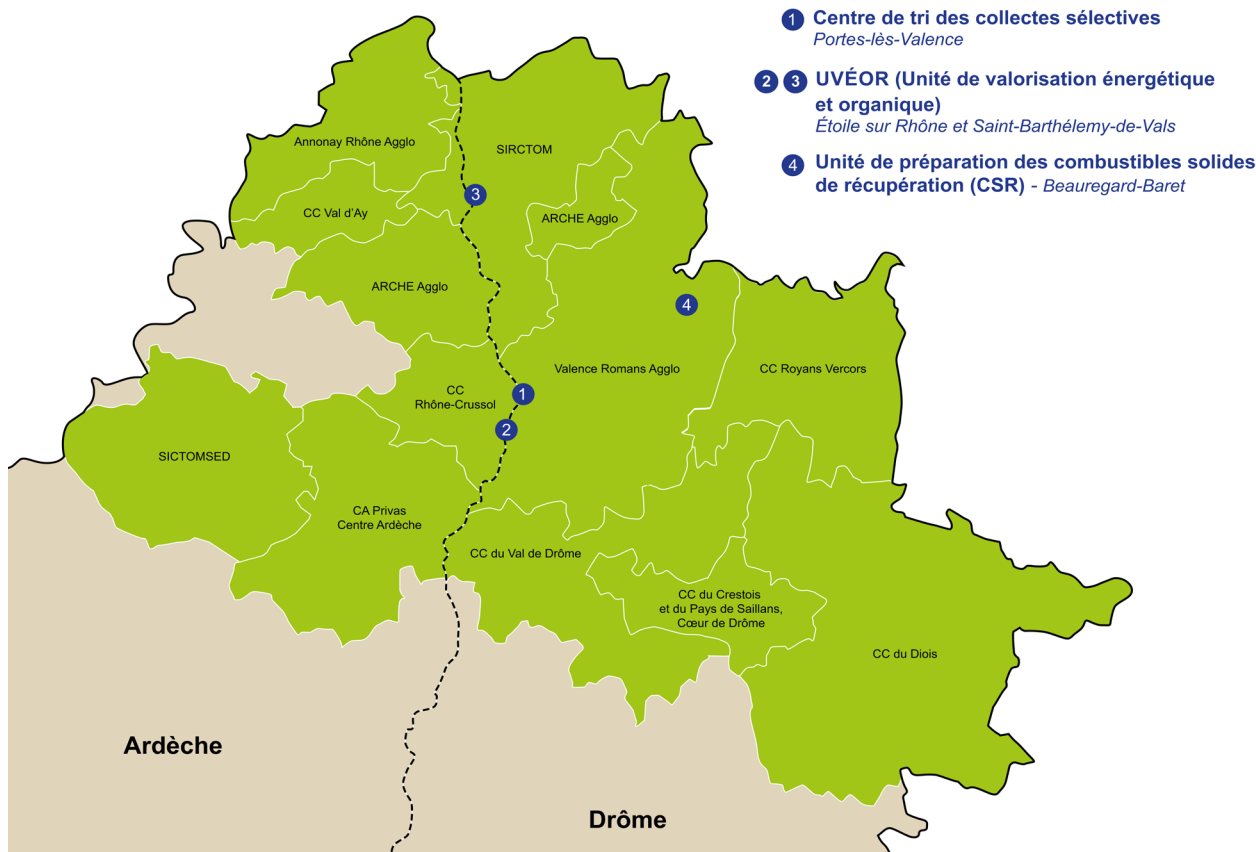 1 Centre de tri des collectes sélectives
Portes-lès-Valence
2 3 UVÉOR (Unité de valorisation énergétique
et organique)
Étoile sur Rhône et Saint-Barthélemy-de-Vals
4 Unité de préparation des combustibles solides
de récupération (CSR) - Beauregard-Baret
Annonay Rhône Agglo
SIRCTOM
3
CC Val d'Ay
ARCHE Agglo
ARCHE Agglo
4
Valence Romans Agglo
CC Royans Vercors
CC
Rhône-Crussol
1
2
SICTOMSED
CA Privas
Centre Ardèche
CC du Val de Drôme
CC du Crestois
et du Pays de Saillans,
Cœur de Drôme
CC du Diois
Ardèche
Drôme